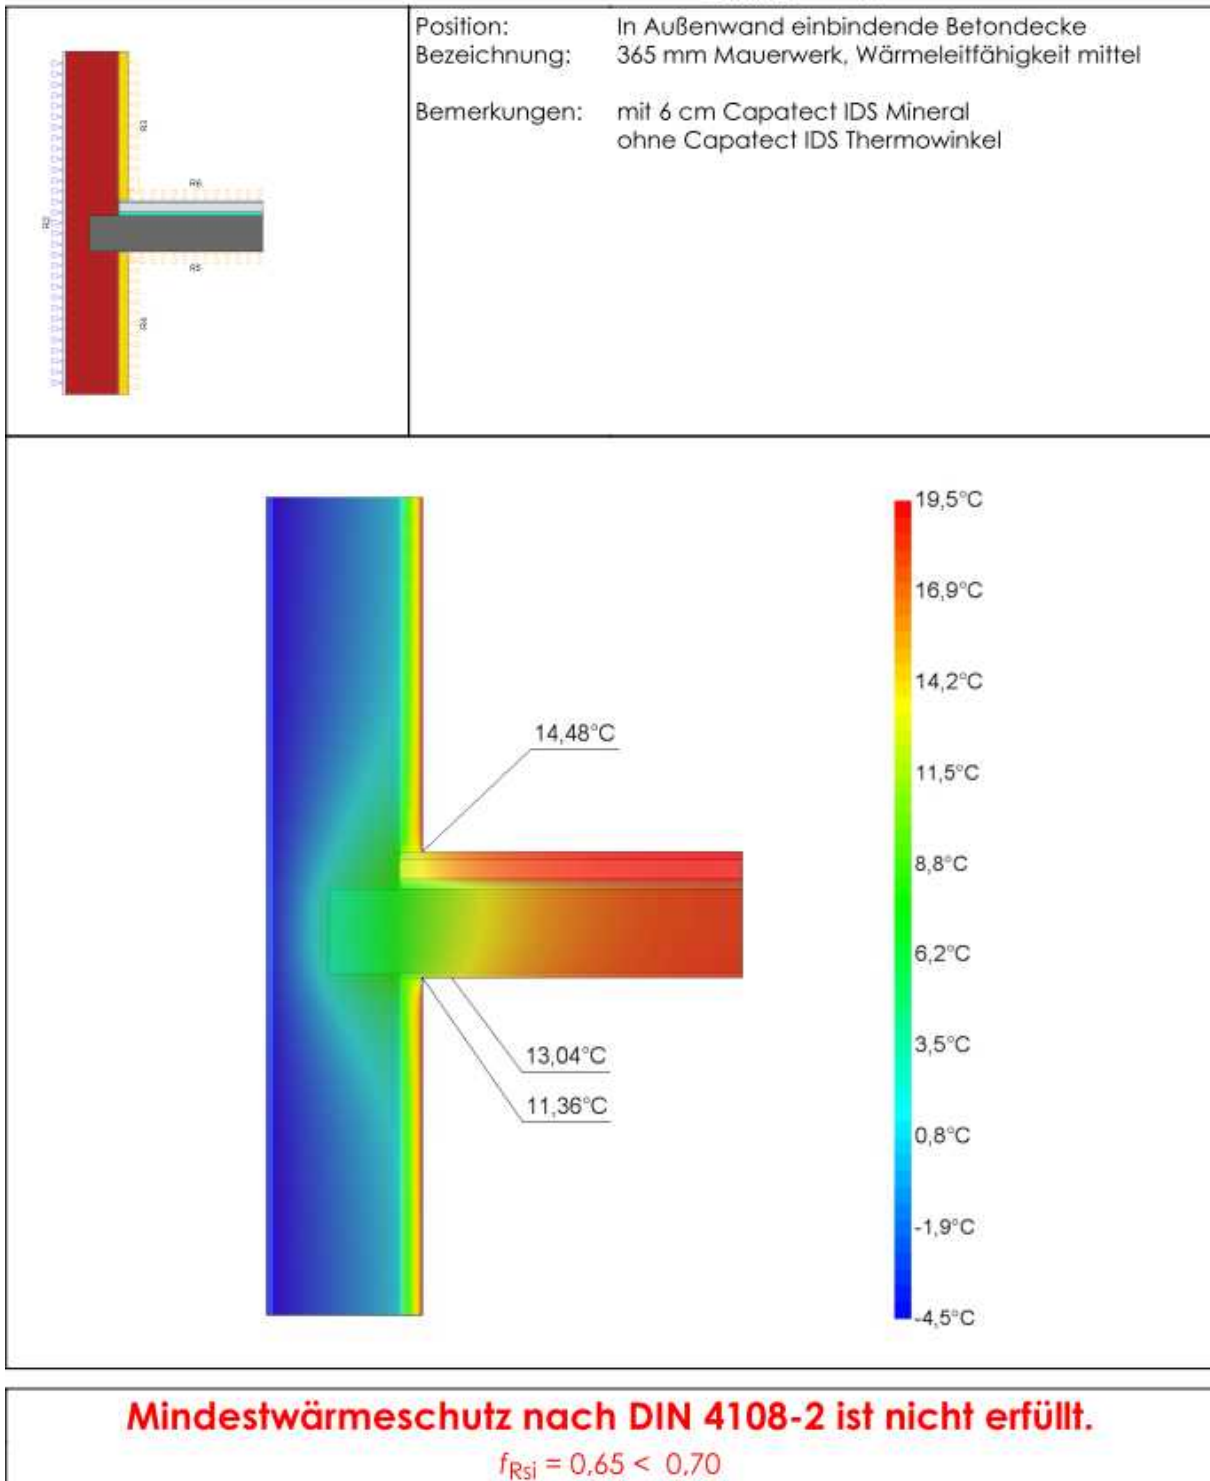 Position: In Außenwand einbindende Betondecke
Bezeichnung: 365 mm Mauerwerk, Wärmeleitfähigkeit mittel
Bemerkungen: mit 6 cm Capatect IDS Mineral
ohne Capatect IDS Thermowinkel
R6
R5
19,5°C
16,9°C
14,2°C
14,48°C
11,5°C
8,8°C
6,2°C
3,5°C
13,04°C
11,36°C
0,8°C
-1,9°C
-4,5°C
Mindestwärmeschutz nach DIN 4108-2 ist nicht erfüllt.
fRsi = 0,65 < 0,70